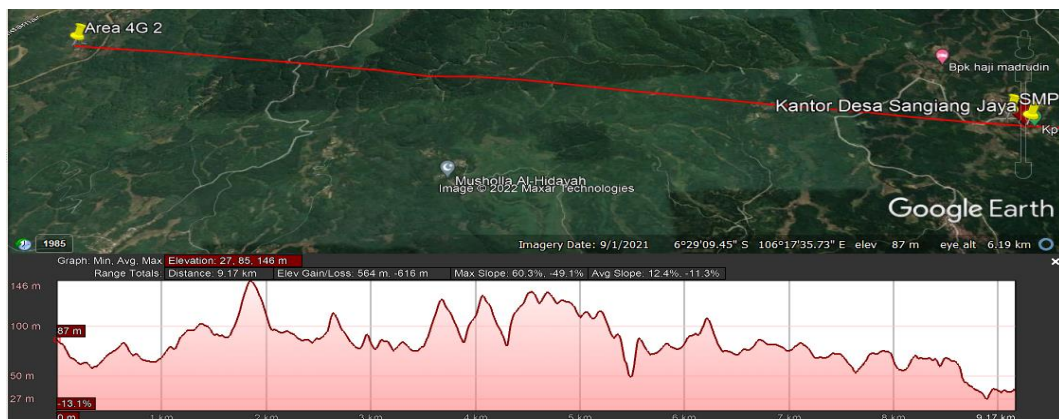 Area 4G 2
Bpk haji madrudin
Kantor Desa Sangiang Jaya
SMP
Kp
Musholla Al-Hidayah
Image © 2022 Maxar Technologies
Google Earth
1985
Imagery Date: 9/1/2021 6°29'09.45" S 106°17'35.73" E elev 87 m eye alt 6.19 km
Graph: Min, Avg, Max Elevation: 27, 85, 146 m
Range Totals: Distance: 9.17 km Elev Gain/Loss: 564 m, -616 m Max Slope: 60.3%, -49.1% Avg Slope: 12.4%, -11.3%
146 m
100 m
87 m
50 m
27 m
-13.1%
0 m 1 km 2 km 3 km 4 km 5 km 6 km 7 km 8 km 9.17 km